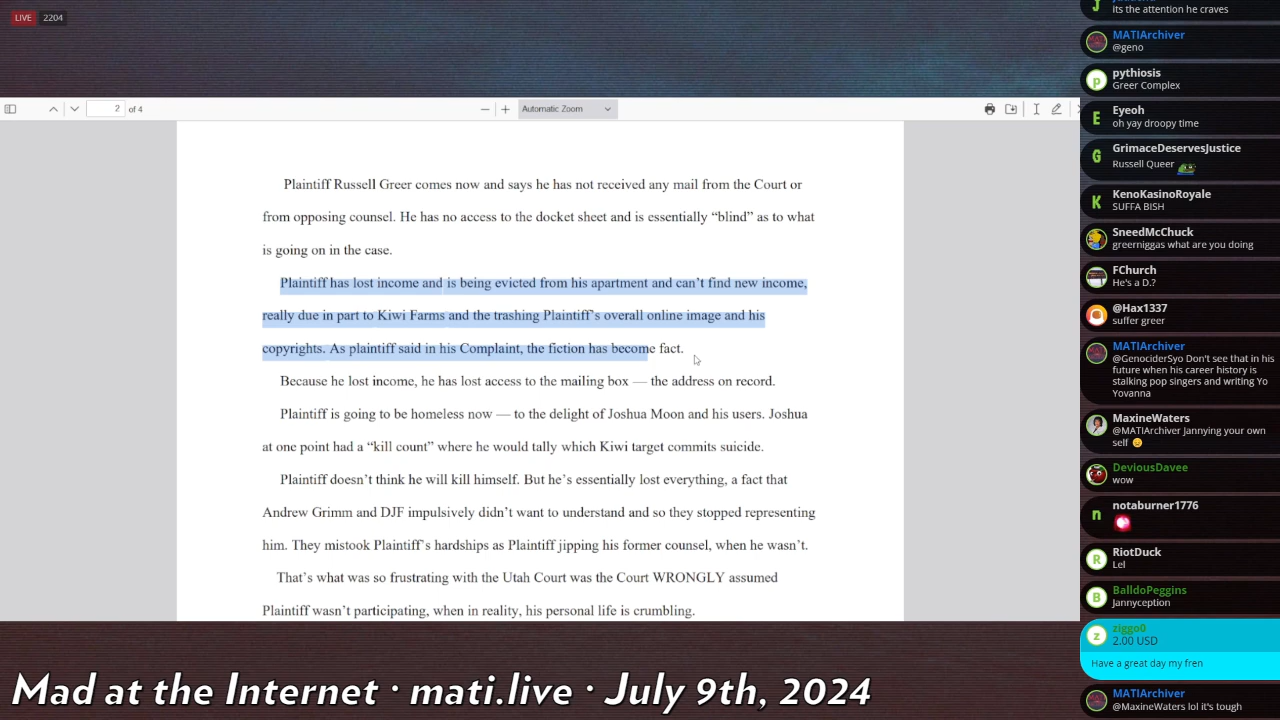 LIVE 2204
2 of 4
Automatic Zoom
Plaintiff Russell Greer comes now and says he has not received any mail from the Court or
from opposing counsel. He has no access to the docket sheet and is essentially “blind” as to what
is going on in the case.
Plaintiff has lost income and is being evicted from his apartment and can’t find new income,
really due in part to Kiwi Farms and the trashing Plaintiff’s overall online image and his
copyrights. As plaintiff said in his Complaint, the fiction has become fact.
Because he lost income, he has lost access to the mailing box — the address on record.
Plaintiff is going to be homeless now — to the delight of Joshua Moon and his users. Joshua
at one point had a “kill count” where he would tally which Kiwi target commits suicide.
Plaintiff doesn’t think he will kill himself. But he’s essentially lost everything, a fact that
Andrew Grimm and DJF impulsively didn’t want to understand and so they stopped representing
him. They mistook Plaintiff’s hardships as Plaintiff jipping his former counsel, when he wasn’t.
That’s what was so frustrating with the Utah Court was the Court WRONGLY assumed
Plaintiff wasn’t participating, when in reality, his personal life is crumbling.
J
its the attention he craves
MATIArchiver
@geno
p
pythiosis
Greer Complex
E
Eyeoh
oh yay droopy time
G
GrimaceDeservesJustice
Russell Queer
K
KenoKasinoRoyale
SUFFA BISH
SneedMcChuck
greerniggas what are you doing
FChurch
He's a D.?
@Hax1337
suffer greer
MATIArchiver
@GenociderSyo Don't see that in his
future when his career history is
stalking pop singers and writing Yo
Yovanna
MaxineWaters
@MATIArchiver Jannying your own
self
DeviousDavee
wow
n
notaburner1776
R
RiotDuck
Lel
B
BalldoPeggins
Jannyception
z
ziggo0
2.00 USD
Have a great day my fren
MATIArchiver
@MaxineWaters lol it's tough
Mad at the Internet · mati.live · July 9th, 2024